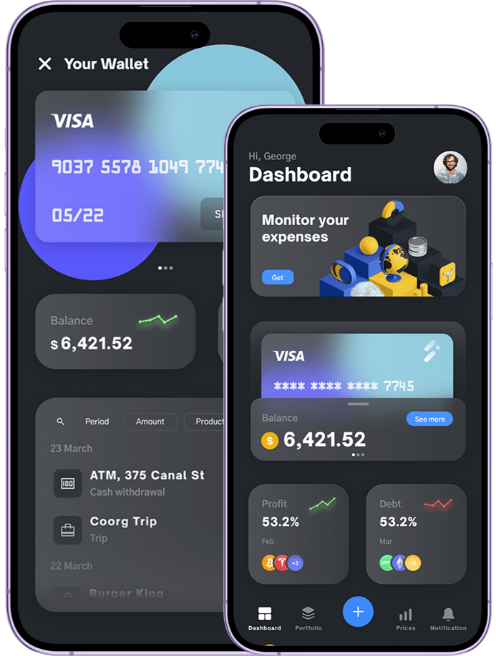 Your Wallet
VISA
9037 5578 1049 774
05/22
Balance
$ 6,421.52
Period
Amount
Product
23 March
ATM, 375 Canal St
Cash withdrawal
Coorg Trip
Trip
22 March
Burger King
Hi, George
Dashboard
Monitor your
expenses
Get
VISA
**** **** **** 7745
Balance
See more
$ 6,421.52
Profit
53.2%
Feb
+3
Debt
53.2%
Mar
Dashboard
Portfolio
Prices
Notification